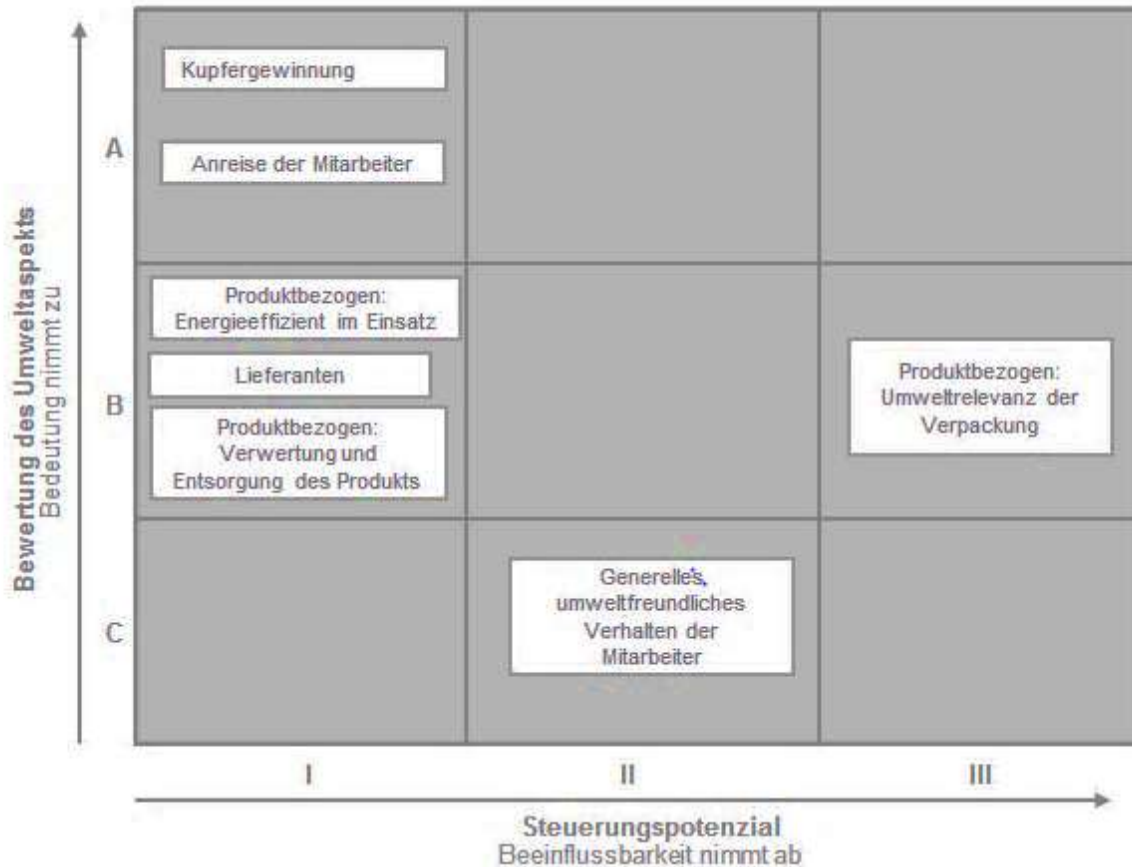 Bewertung des Umweltaspekts
Bedeutung nimmt zu
A
Kupfergewinnung
Anreise der Mitarbeiter
B
Produktbezogen:
Energieeffizient im Einsatz
Lieferanten
Produktbezogen:
Verwertung und
Entsorgung des Produkts
Produktbezogen:
Umweltrelevanz der
Verpackung
C
Generelles,
umweltfreundliches
Verhalten der
Mitarbeiter
I
II
III
Steuerungspotenzial
Beeinflussbarkeit nimmt ab